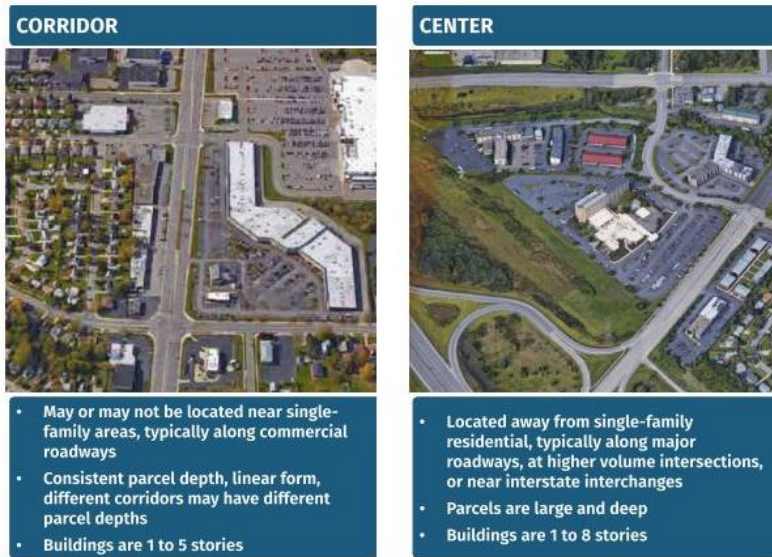 CORRIDOR
• May or may not be located near single-
family areas, typically along commercial
roadways
• Consistent parcel depth, linear form,
different corridors may have different
parcel depths
• Buildings are 1 to 5 stories
CENTER
• Located away from single-family
residential, typically along major
roadways, at higher volume intersections,
or near interstate interchanges
• Parcels are large and deep
• Buildings are 1 to 8 stories